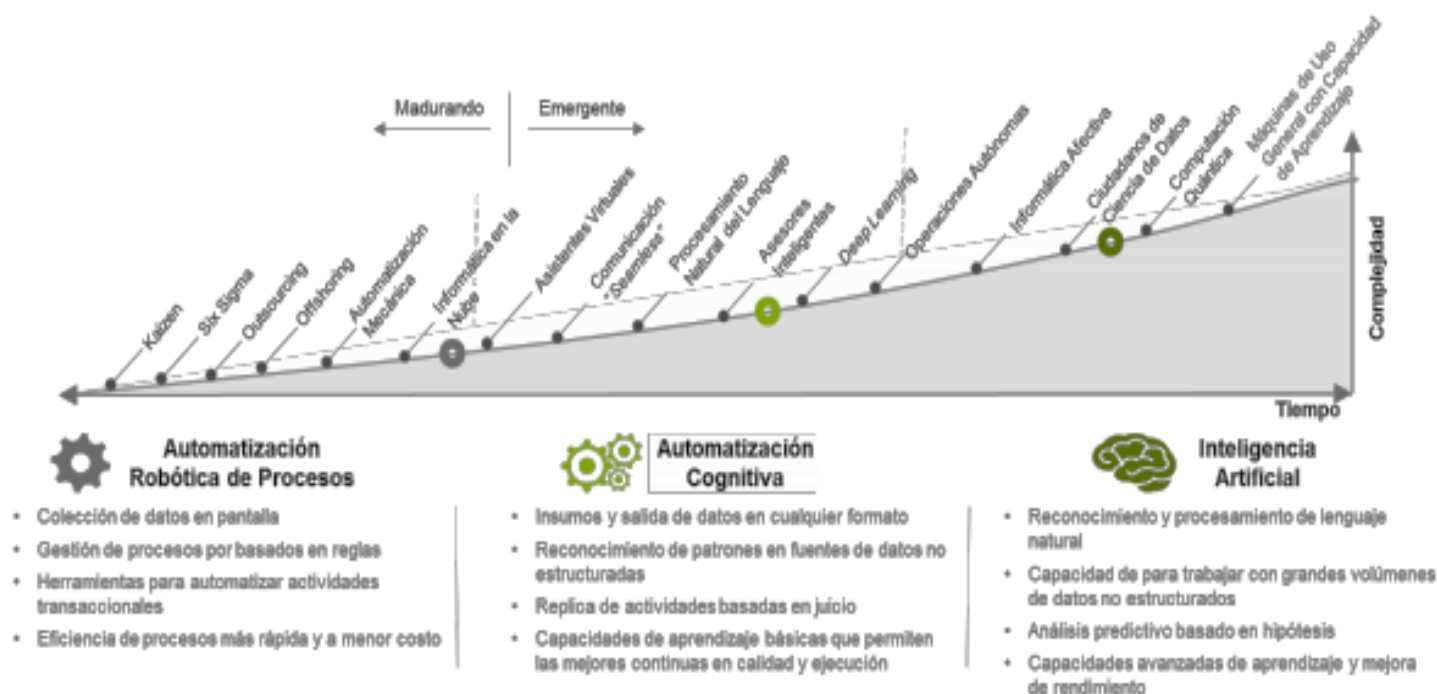 Madurando
Emergente
Kaizen
Six Sigma
Outsourcing
Offshoring
Automatización
Mecánica
Informática en la
Nube
Asistentes Virtuales
Comunicación
"Seamless"
Procesamiento
Natural del Lenguaje
Asesores
Inteligentes
Deep Learning
Operaciones Autónomas
Informática Afectiva
Ciudadanos de
Ciencia de Datos
Computación
Quántica
Máquinas de Uso
General con Capacidad
de Aprendizaje
Complejidad
Tiempo
Automatización
Robótica de Procesos
• Colección de datos en pantalla
• Gestión de procesos por basados en reglas
• Herramientas para automatizar actividades
transaccionales
• Eficiencia de procesos más rápida y a menor costo
Automatización
Cognitiva
• Insumos y salida de datos en cualquier formato
• Reconocimiento de patrones en fuentes de datos no
estructuradas
• Replica de actividades basadas en juicio
• Capacidades de aprendizaje básicas que permiten
las mejores continuas en calidad y ejecución
Inteligencia
Artificial
• Reconocimiento y procesamiento de lenguaje
natural
• Capacidad de para trabajar con grandes volúmenes
de datos no estructurados
• Análisis predictivo basado en hipótesis
• Capacidades avanzadas de aprendizaje y mejora
de rendimiento